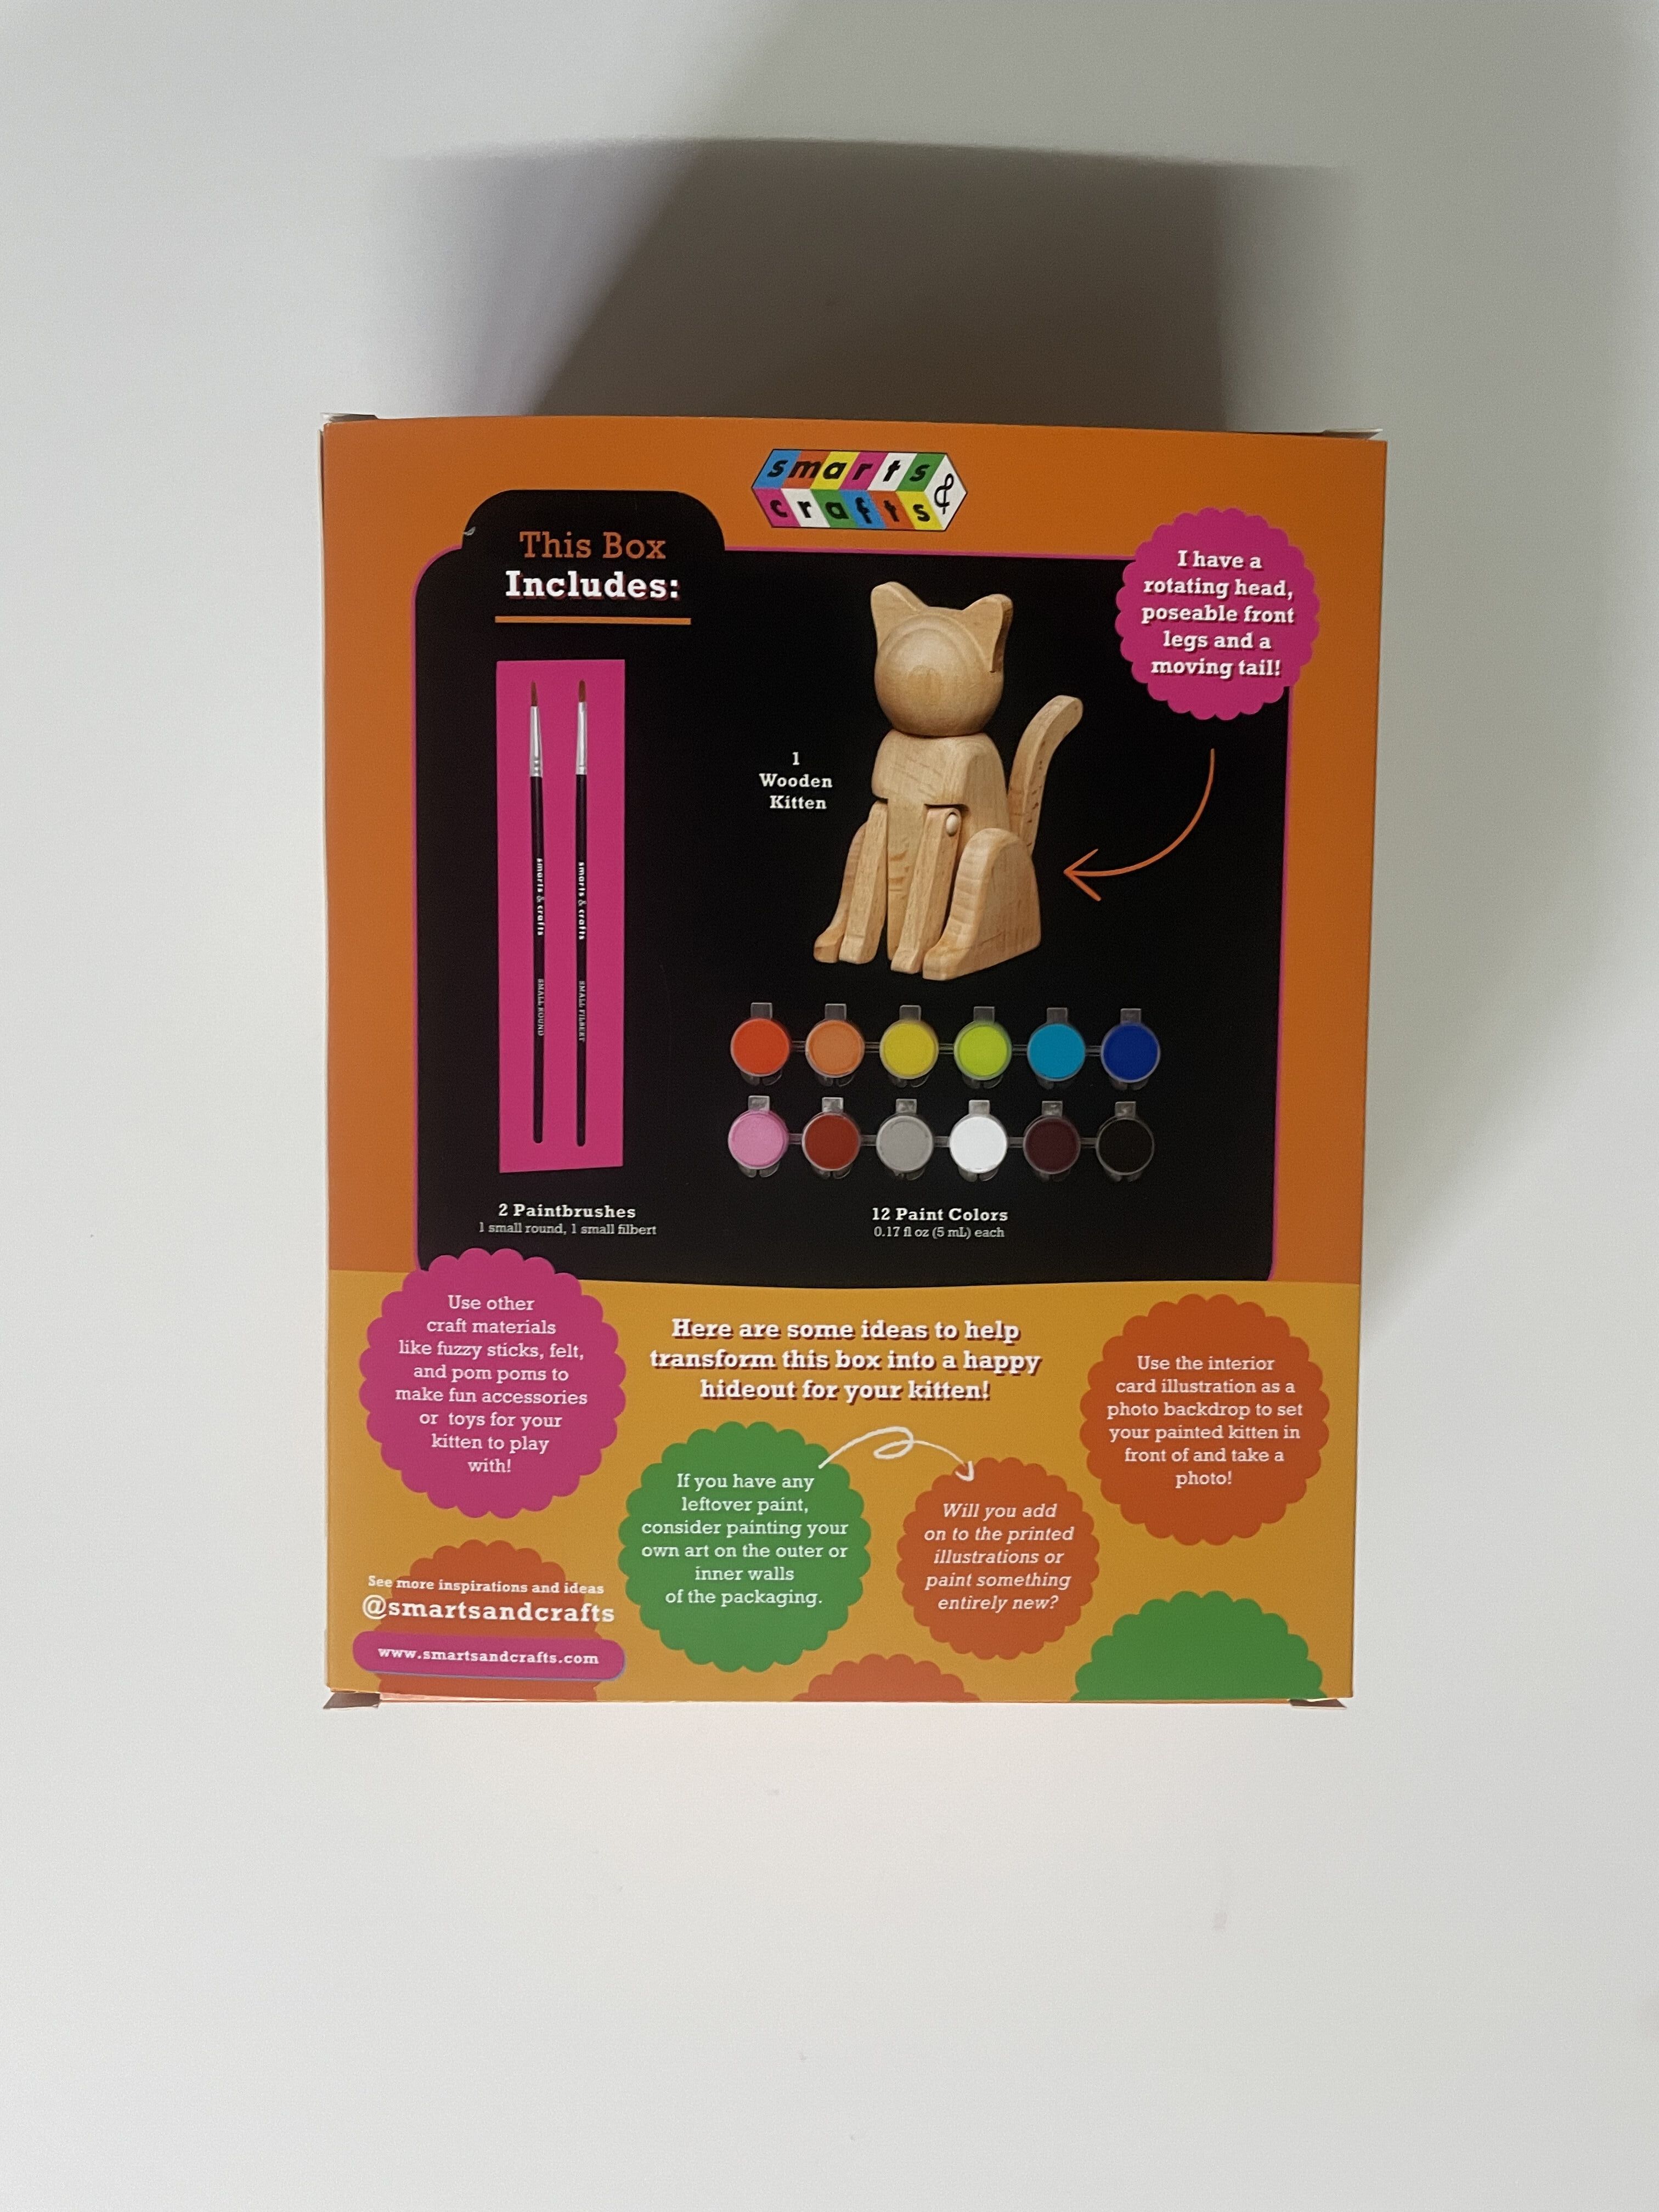 smarts &
crafts
This Box
Includes:
I have a
rotating head,
poseable front
legs and a
moving tail!
1
Wooden
Kitten
smarts & crafts SMALL ROUND
smarts & crafts SMALL FILBERT
2 Paintbrushes
1 small round, 1 small filbert
12 Paint Colors
0.17 fl oz (5 mL) each
Use other
craft materials
like fuzzy sticks, felt,
and pom poms to
make fun accessories
or toys for your
kitten to play
with!
Here are some ideas to help
transform this box into a happy
hideout for your kitten!
Use the interior
card illustration as a
photo backdrop to set
your painted kitten in
front of and take a
photo!
If you have any
leftover paint,
consider painting your
own art on the outer or
inner walls
of the packaging.
Will you add
on to the printed
illustrations or
paint something
entirely new?
See more inspirations and ideas
@smartsandcrafts
www.smartsandcrafts.com